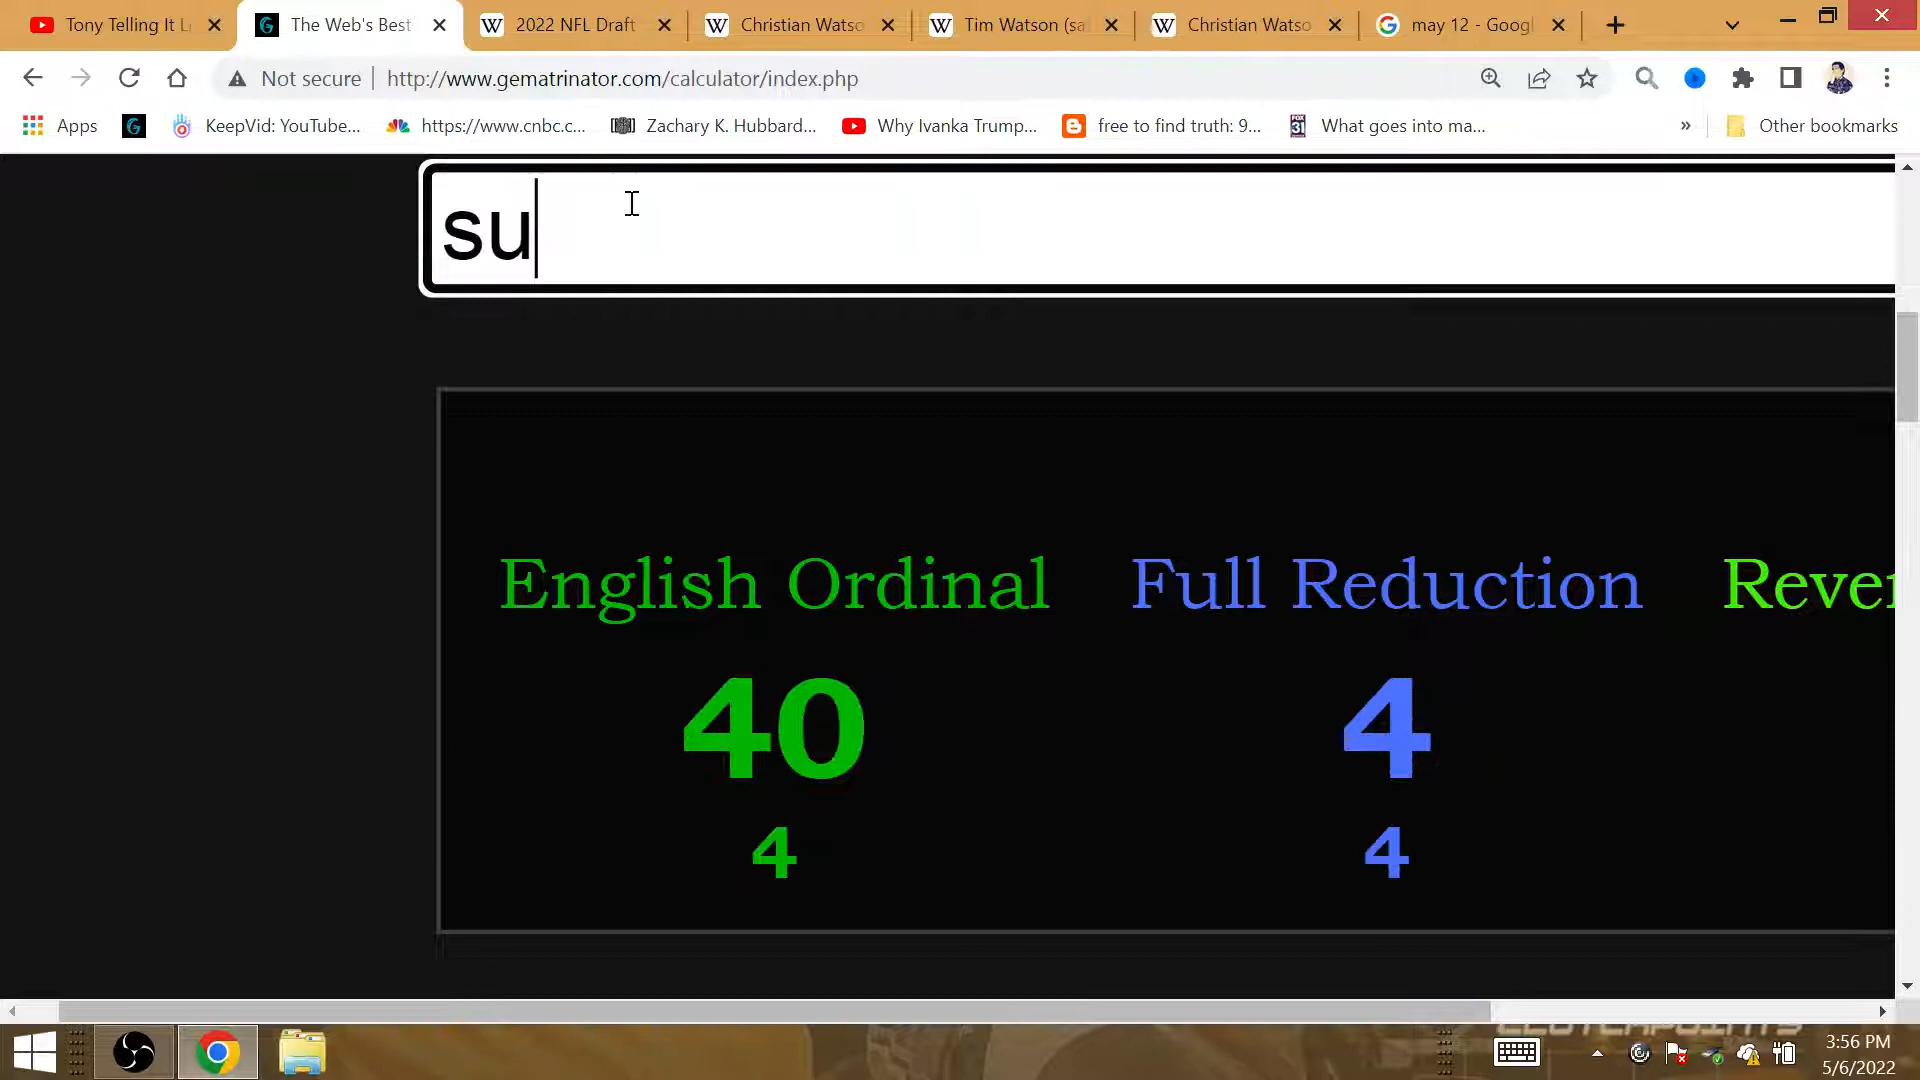 Tony Telling It L
The Web's Best
2022 NFL Draft
Christian Watso
Tim Watson (sa
Christian Watso
may 12 - Googl
Not secure
http://www.gematrinator.com/calculator/index.php
Apps
KeepVid: YouTube...
https://www.cnbc.c...
Zachary K. Hubbard...
Why Ivanka Trump...
free to find truth: 9...
What goes into ma...
»
Other bookmarks
su
English Ordinal
Full Reduction
Rever
40
4
4
4
3:56 PM
5/6/2022